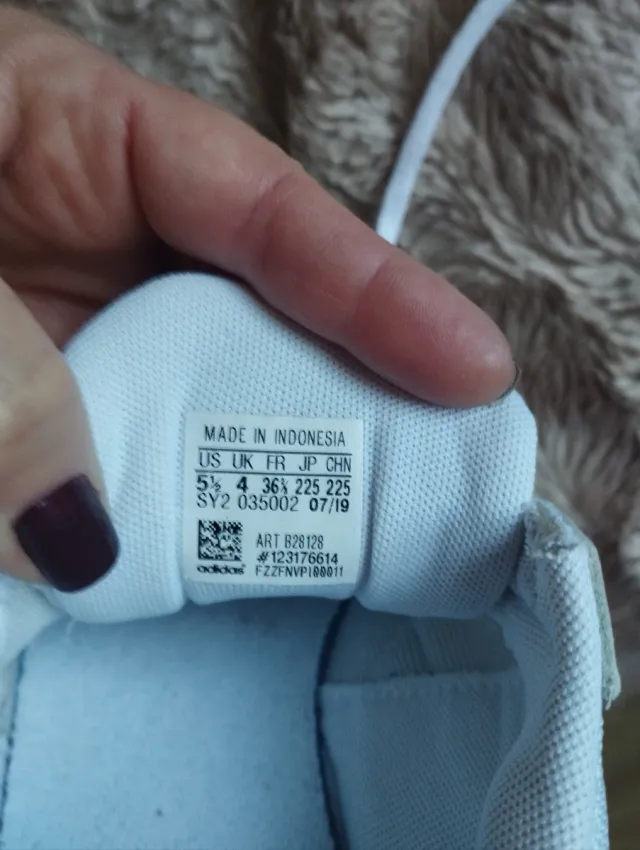 MADE IN INDONESIA
US UK FR JP CHN
5½ 4 36⅔ 225 225
SY2 035002 07/19
ART B28128
#123176614
adidas FZZFNVPI00011